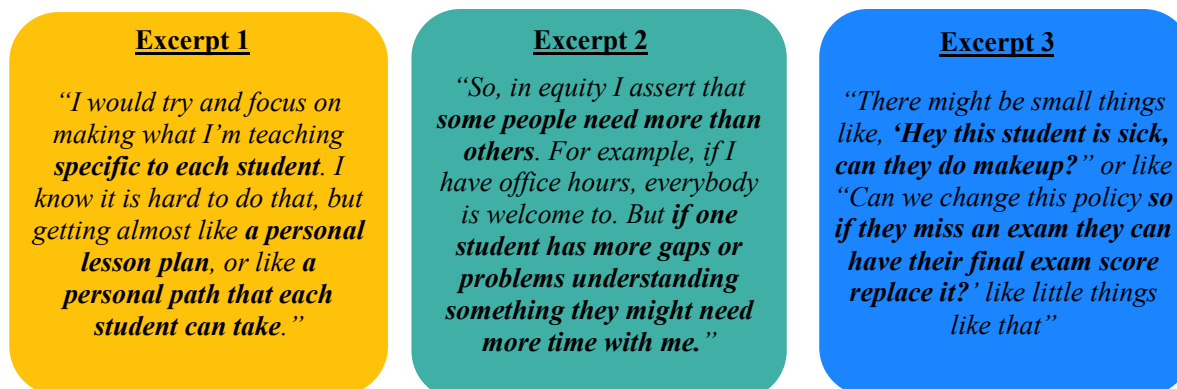 Excerpt 1
“I would try and focus on
making what I’m teaching
specific to each student. I
know it is hard to do that, but
getting almost like a personal
lesson plan, or like a
personal path that each
student can take.”
Excerpt 2
“So, in equity I assert that
some people need more than
others. For example, if I
have office hours, everybody
is welcome to. But if one
student has more gaps or
problems understanding
something they might need
more time with me.”
Excerpt 3
“There might be small things
like, ‘Hey this student is sick,
can they do makeup?” or like
“Can we change this policy so
if they miss an exam they can
have their final exam score
replace it?’ like little things
like that”